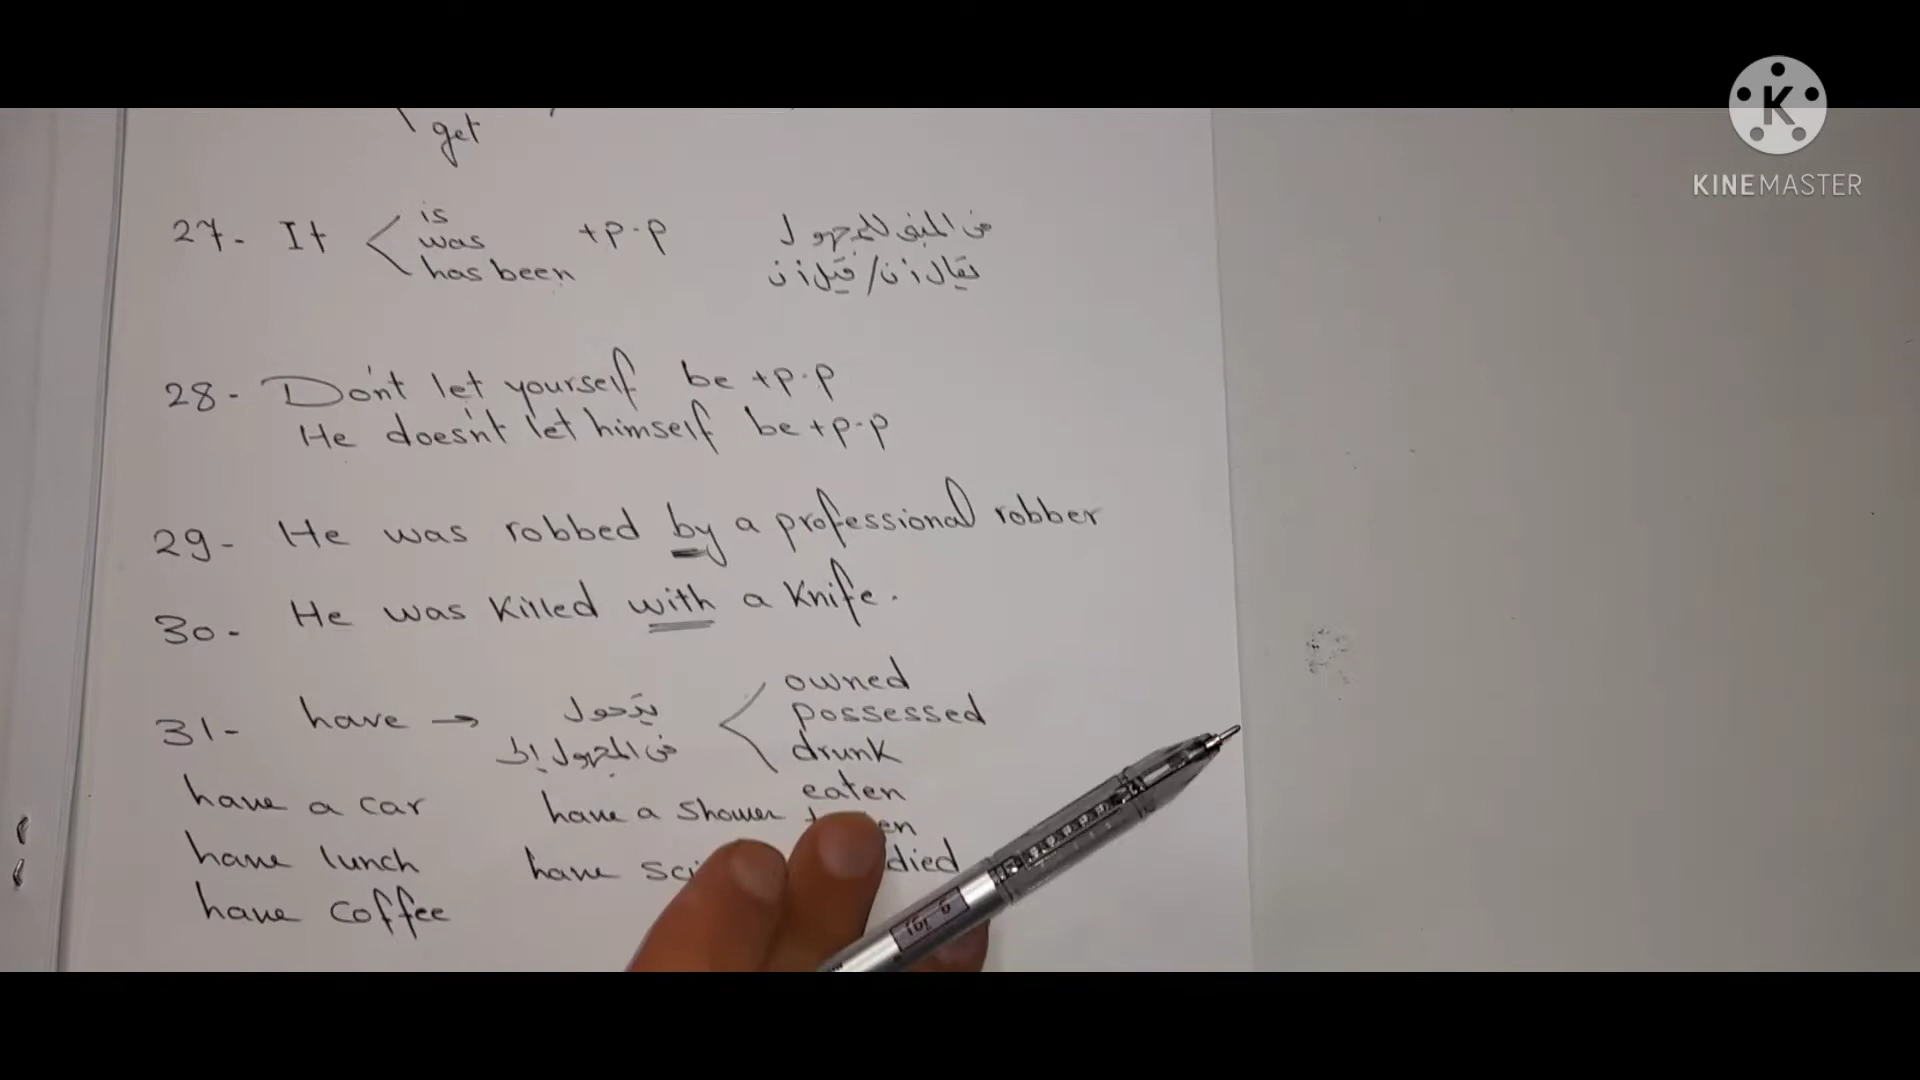 get
KINEMASTER
27- It is
was
has been
+p.p
في المبني للمجهول
يقال ان/قيل ان
28- Don't let yourself be +p.p
He doesn't let himself be +p.p
29- He was robbed by a professional robber
30- He was killed with a knife.
31- have → يتحول
في المجهول إلى
owned
possessed
drunk
eaten
have a car
have a shower
have lunch
have
have coffee